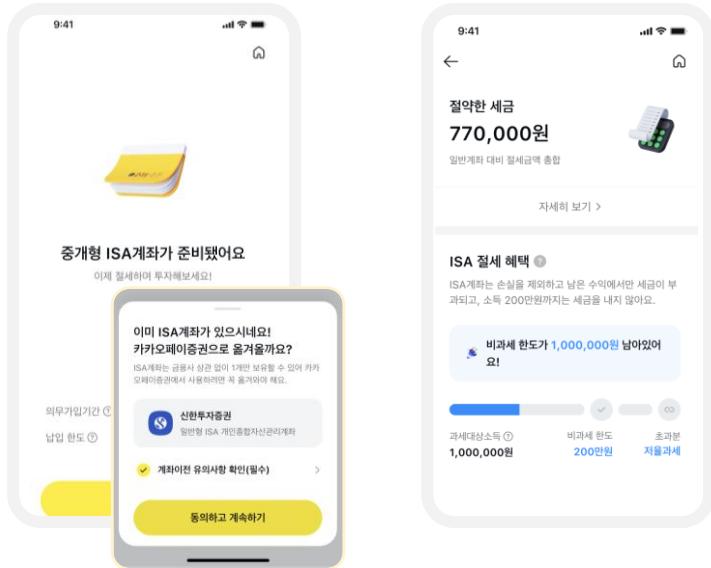 9:41
중개형 ISA계좌가 준비됐어요
이제 절세하며 투자해보세요!
의무가입기간
납입 한도
이미 ISA계좌가 있으시네요!
카카오페이증권으로 옮겨올까요?
ISA계좌는 금융사 상관 없이 1개만 보유할 수 있어 카카
오페이증권에서 사용하려면 꼭 옮겨와야 해요.
신한투자증권
일반형 ISA 개인종합자산관리계좌
계좌이전 유의사항 확인(필수)
동의하고 계속하기
9:41
절약한 세금
770,000원
일반계좌 대비 절세금액 총합
자세히 보기 >
ISA 절세 혜택
ISA계좌는 손실을 제외하고 남은 수익에서만 세금이 부
과되고, 소득 200만원까지는 세금을 내지 않아요.
비과세 한도가 1,000,000원 남아있어
요!
과세대상소득 비과세 한도 초과분
1,000,000원 200만원 저율과세